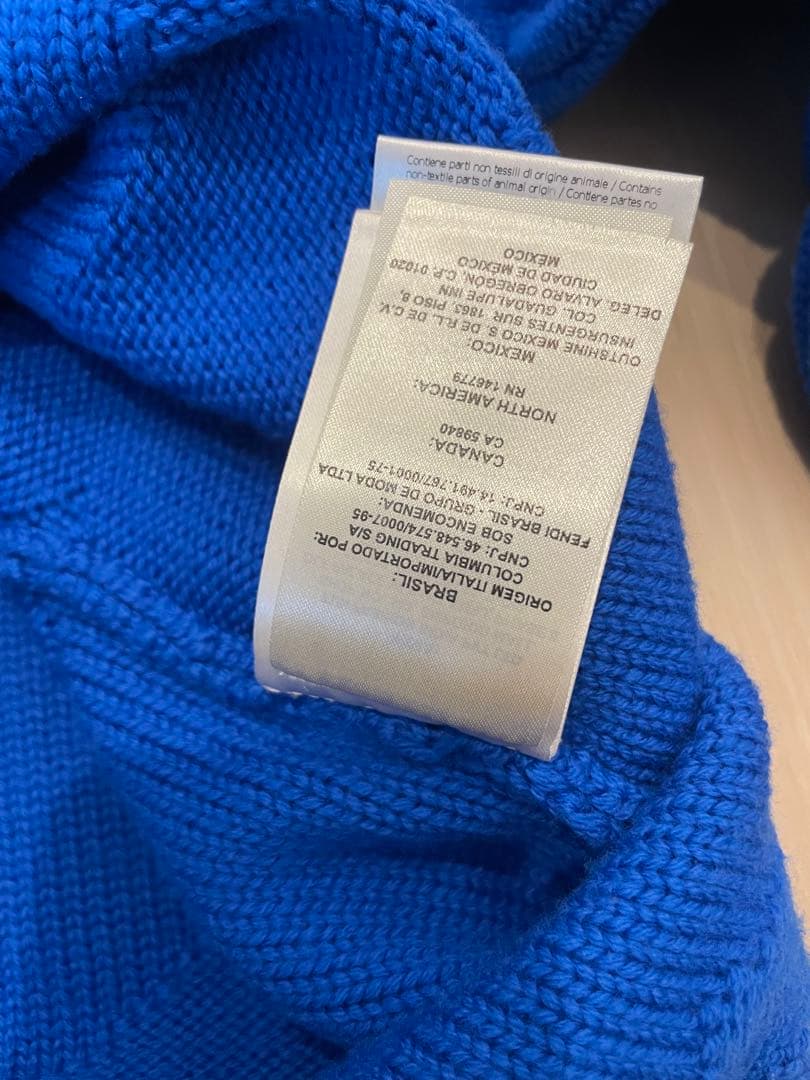 Contiene parti non tessili di origine animale / Contains
non-textile parts of animal origin / Contiene partes no
BRASIL:
ORIGEM ITALIA/IMPORTADO POR:
COLUMBIA TRADING S/A
CNPJ: 46.548.574/0007-95
SOB ENCOMENDA:
FENDI BRASIL - GRUPO DE MODA LTDA
CNPJ: 14.491.767/0001-75
CANADA:
CA 59840
NORTH AMERICA:
RN 146779
MEXICO:
OUTSHINE MEXICO S. DE R.L. DE C.V.
INSURGENTES SUR 1863, PISO 8,
COL. GUADALUPE INN
DELEG. ALVARO OBREGÓN, C.P. 01020
CIUDAD DE MEXICO
MEXICO